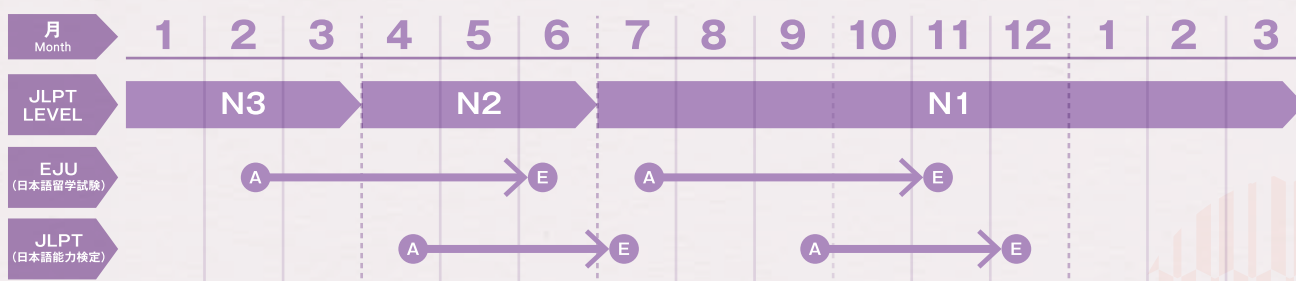 月
Month
1 2 3 4 5 6 7 8 9 10 11 12 1 2 3
JLPT
LEVEL
N3 N2 N1
EJU
(日本語留学試験)
A E A E
JLPT
(日本語能力検定)
A E A E